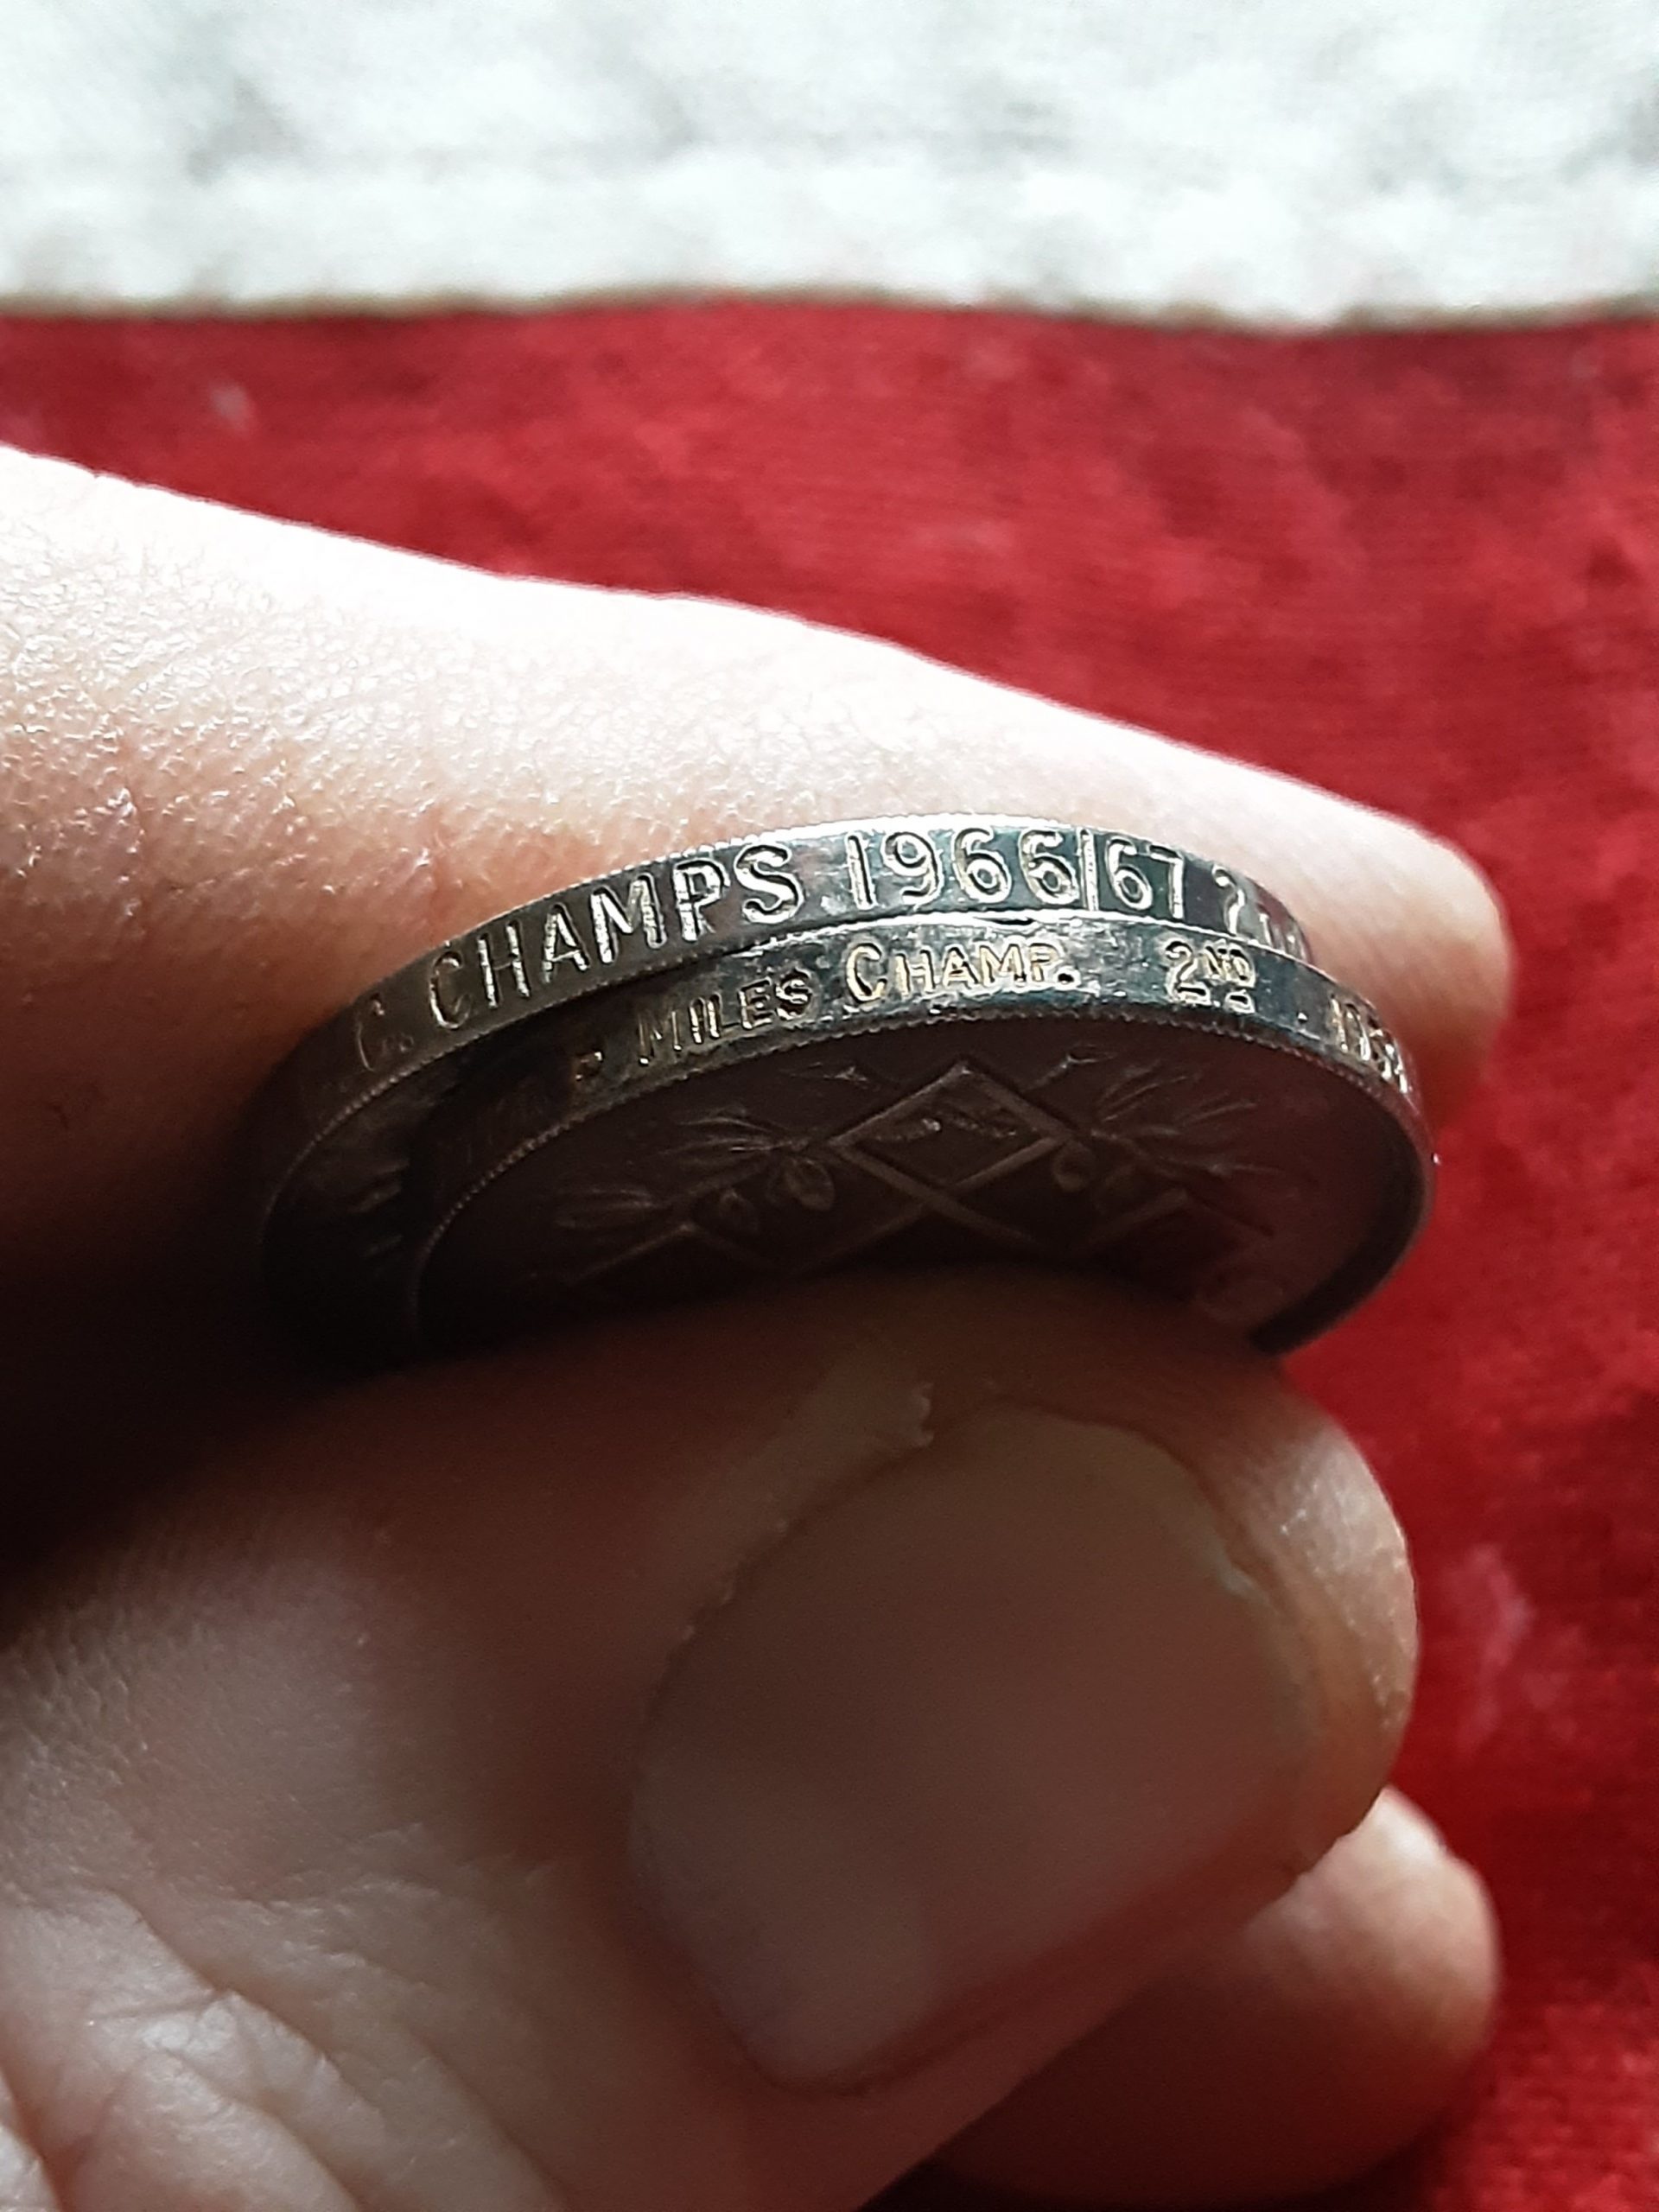 C. CHAMPS 1966/67
MILES CHAMP. 2ND